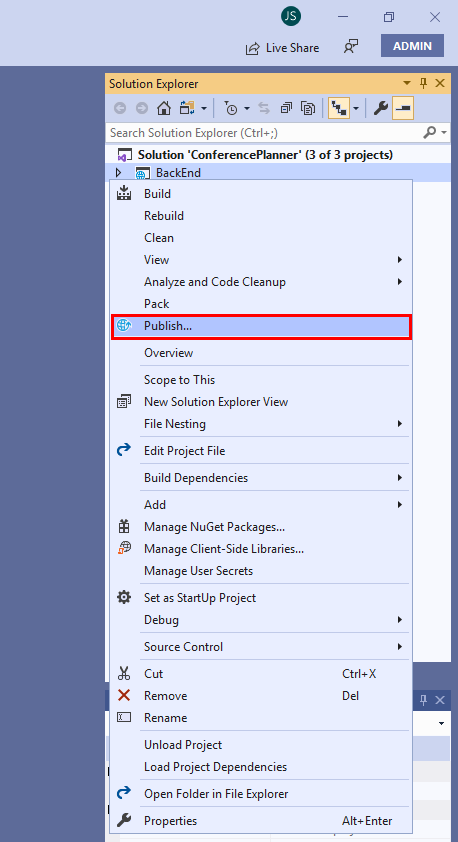 JS
Live Share
ADMIN
Solution Explorer
Search Solution Explorer (Ctrl+;)
Solution 'ConferencePlanner' (3 of 3 projects)
BackEnd
Build
Rebuild
Clean
View
Analyze and Code Cleanup
Pack
Publish...
Overview
Scope to This
New Solution Explorer View
File Nesting
Edit Project File
Build Dependencies
Add
Manage NuGet Packages...
Manage Client-Side Libraries...
Manage User Secrets
Set as StartUp Project
Debug
Source Control
Cut Ctrl+X
Remove Del
Rename
Unload Project
Load Project Dependencies
Open Folder in File Explorer
Properties Alt+Enter